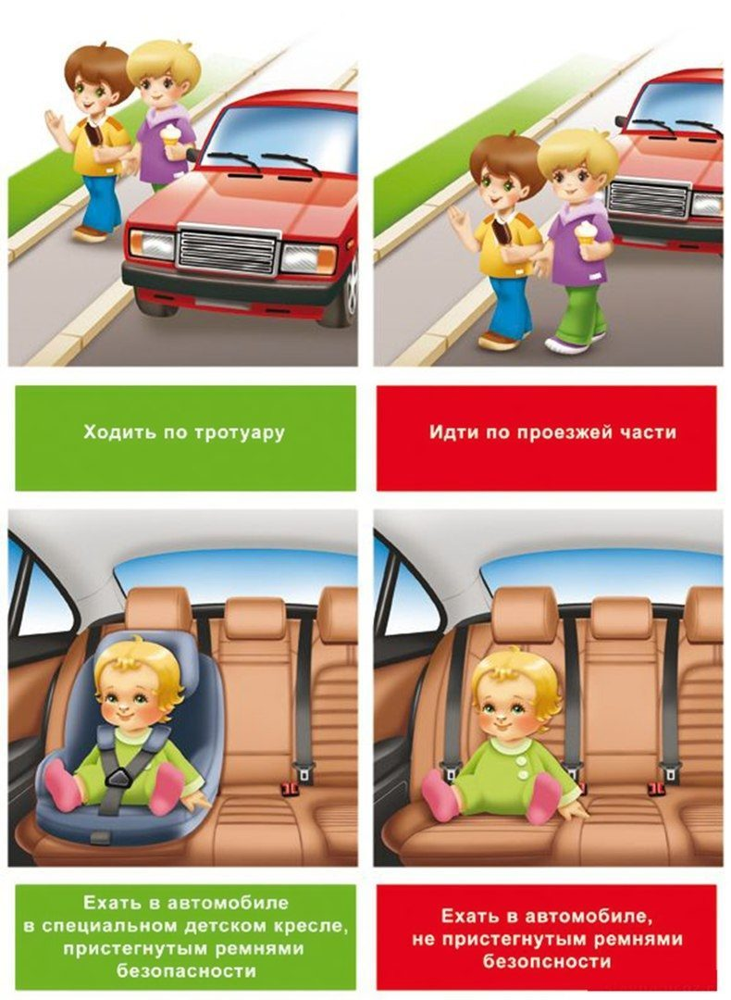 Ходить по тротуару
Идти по проезжей части
Ехать в автомобиле
в специальном детском кресле,
пристегнутым ремнями
безопасности
Ехать в автомобиле,
не пристегнутым ремнями
безопсности